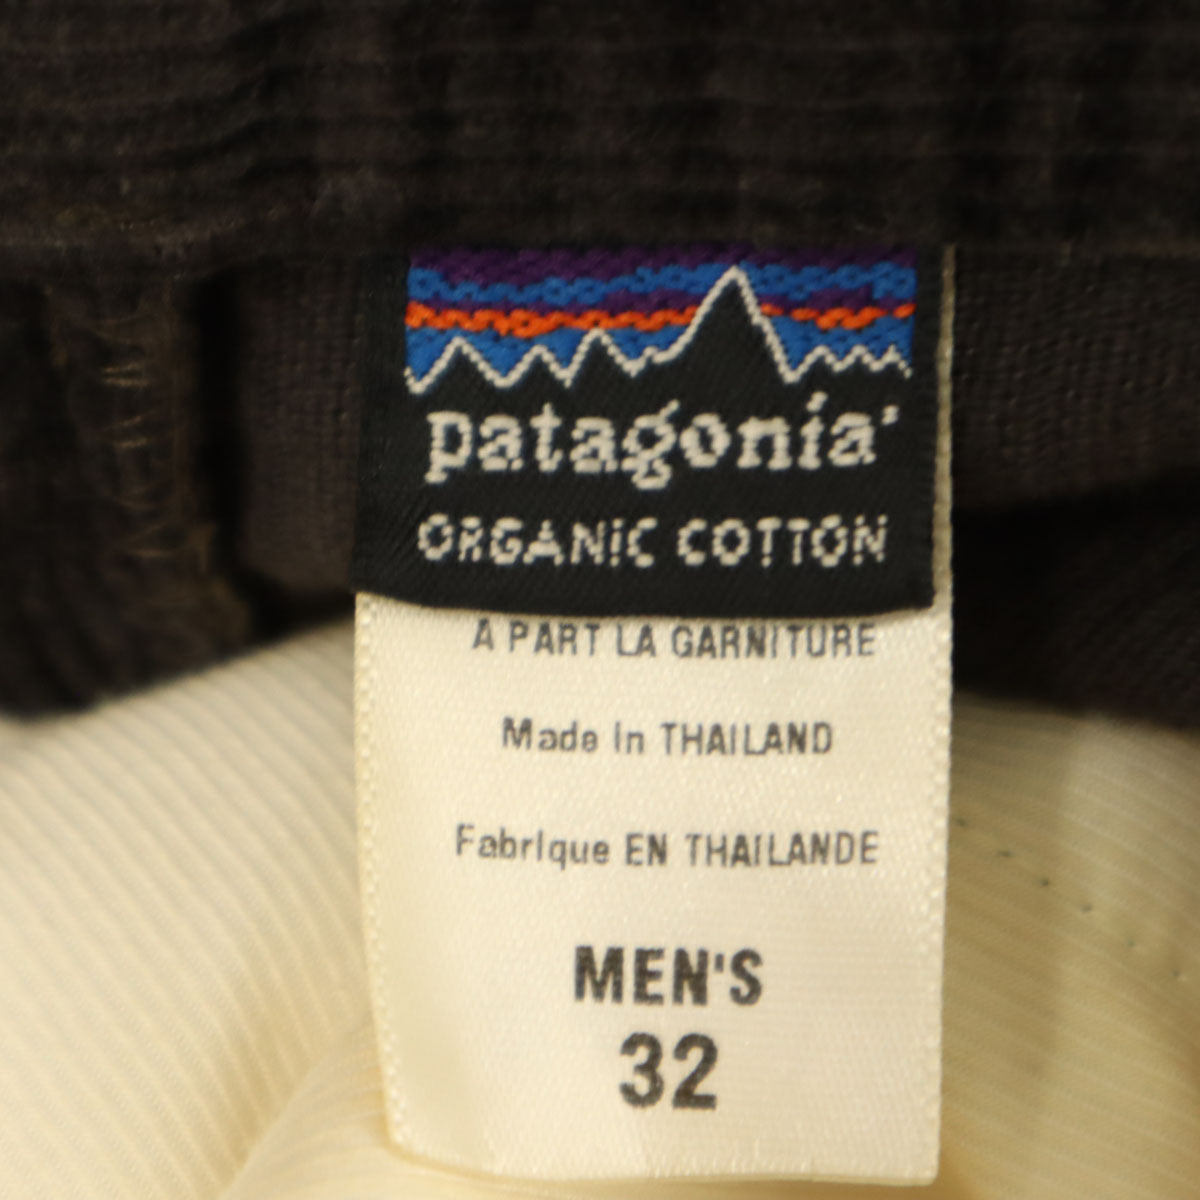 patagonia®
ORGANIC COTTON
A PART LA GARNITURE
Made in THAILAND
Fabrique EN THAILANDE
MEN'S
32